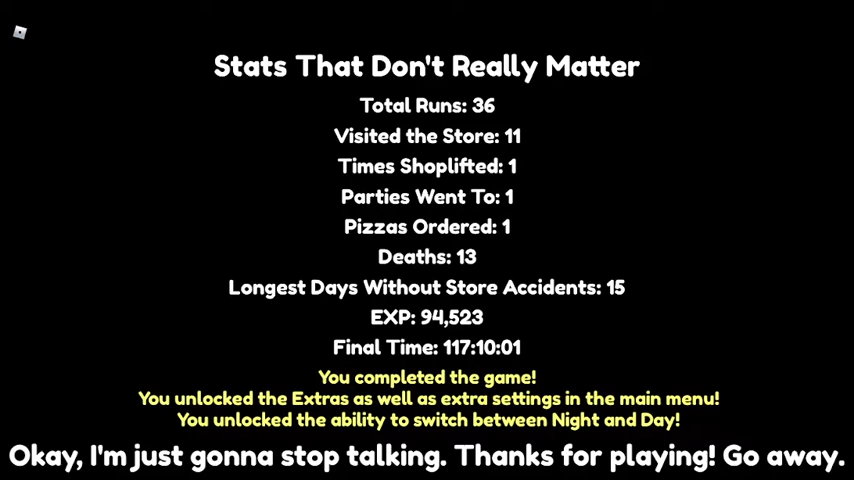 Stats That Don't Really Matter
Total Runs: 36
Visited the Store: 11
Times Shoplifted: 1
Parties Went To: 1
Pizzas Ordered: 1
Deaths: 13
Longest Days Without Store Accidents: 15
EXP: 94,523
Final Time: 117:10:01
You completed the game!
You unlocked the Extras as well as extra settings in the main menu!
You unlocked the ability to switch between Night and Day!
Okay, I'm just gonna stop talking. Thanks for playing! Go away.